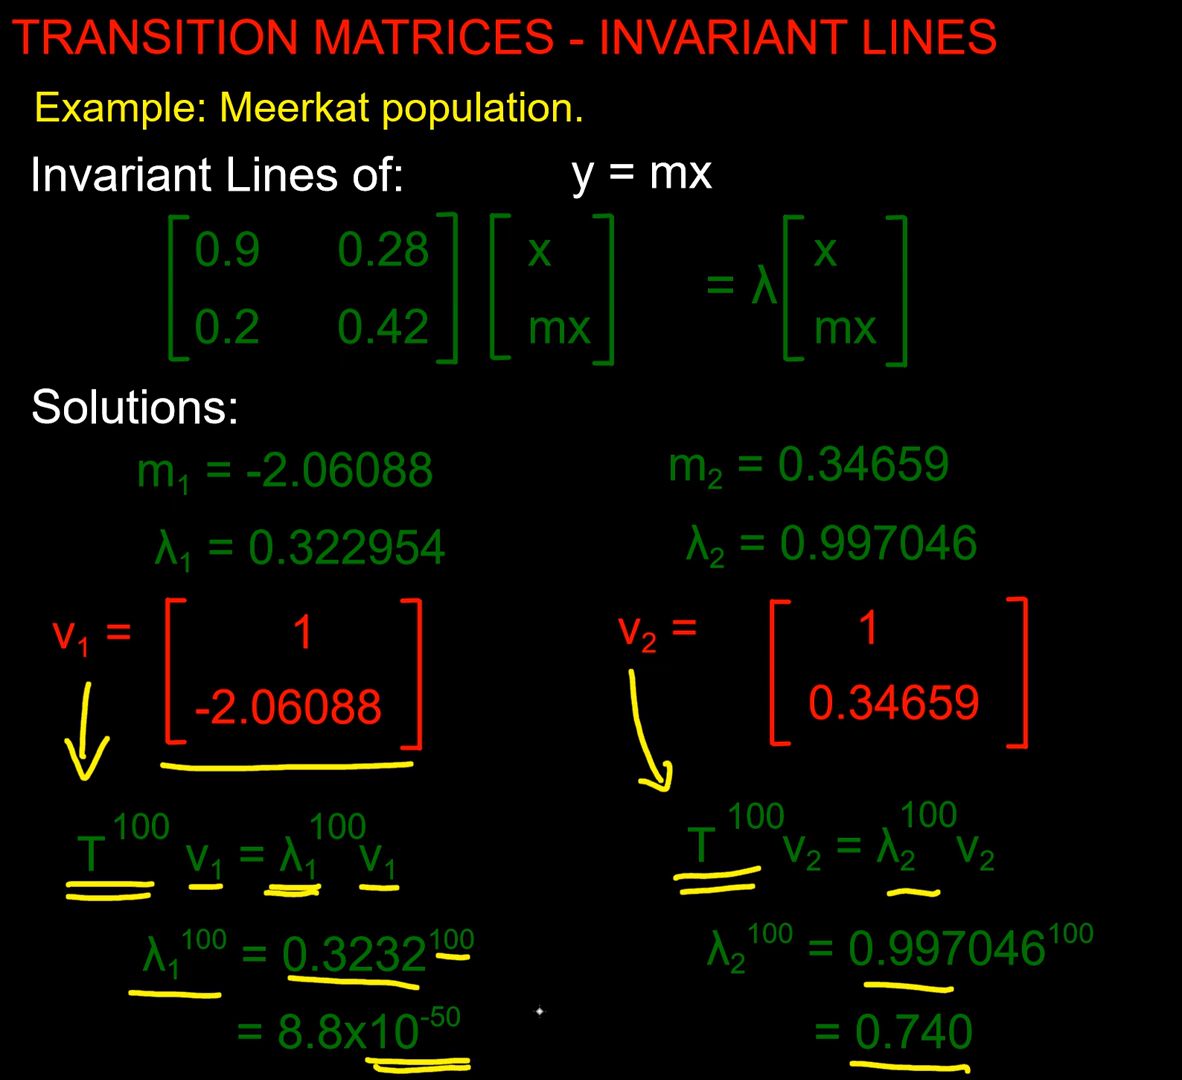 TRANSITION MATRICES - INVARIANT LINES
Example: Meerkat population.
Invariant Lines of: y = mx
[0.9 0.28] [x] = λ [x]
[0.2 0.42] [mx] [mx]
Solutions:
m₁ = -2.06088 m₂ = 0.34659
λ₁ = 0.322954 λ₂ = 0.997046
v₁ = [1] v₂ = [1]
[-2.06088] [0.34659]
T¹⁰⁰ v₁ = λ₁¹⁰⁰ v₁ T¹⁰⁰ v₂ = λ₂¹⁰⁰ v₂
λ₁¹⁰⁰ = 0.3232¹⁰⁰ λ₂¹⁰⁰ = 0.997046¹⁰⁰
= 8.8x10⁻⁵⁰ = 0.740